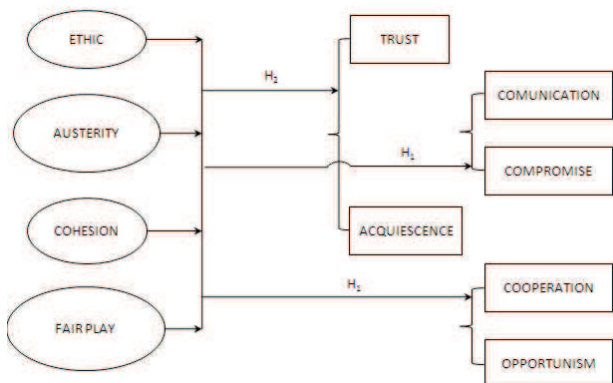 ETHIC
TRUST
H₂
COMUNICATION
AUSTERITY
H₁
COMPROMISE
COHESION
ACQUIESCENCE
H₁
COOPERATION
FAIR PLAY
OPPORTUNISM